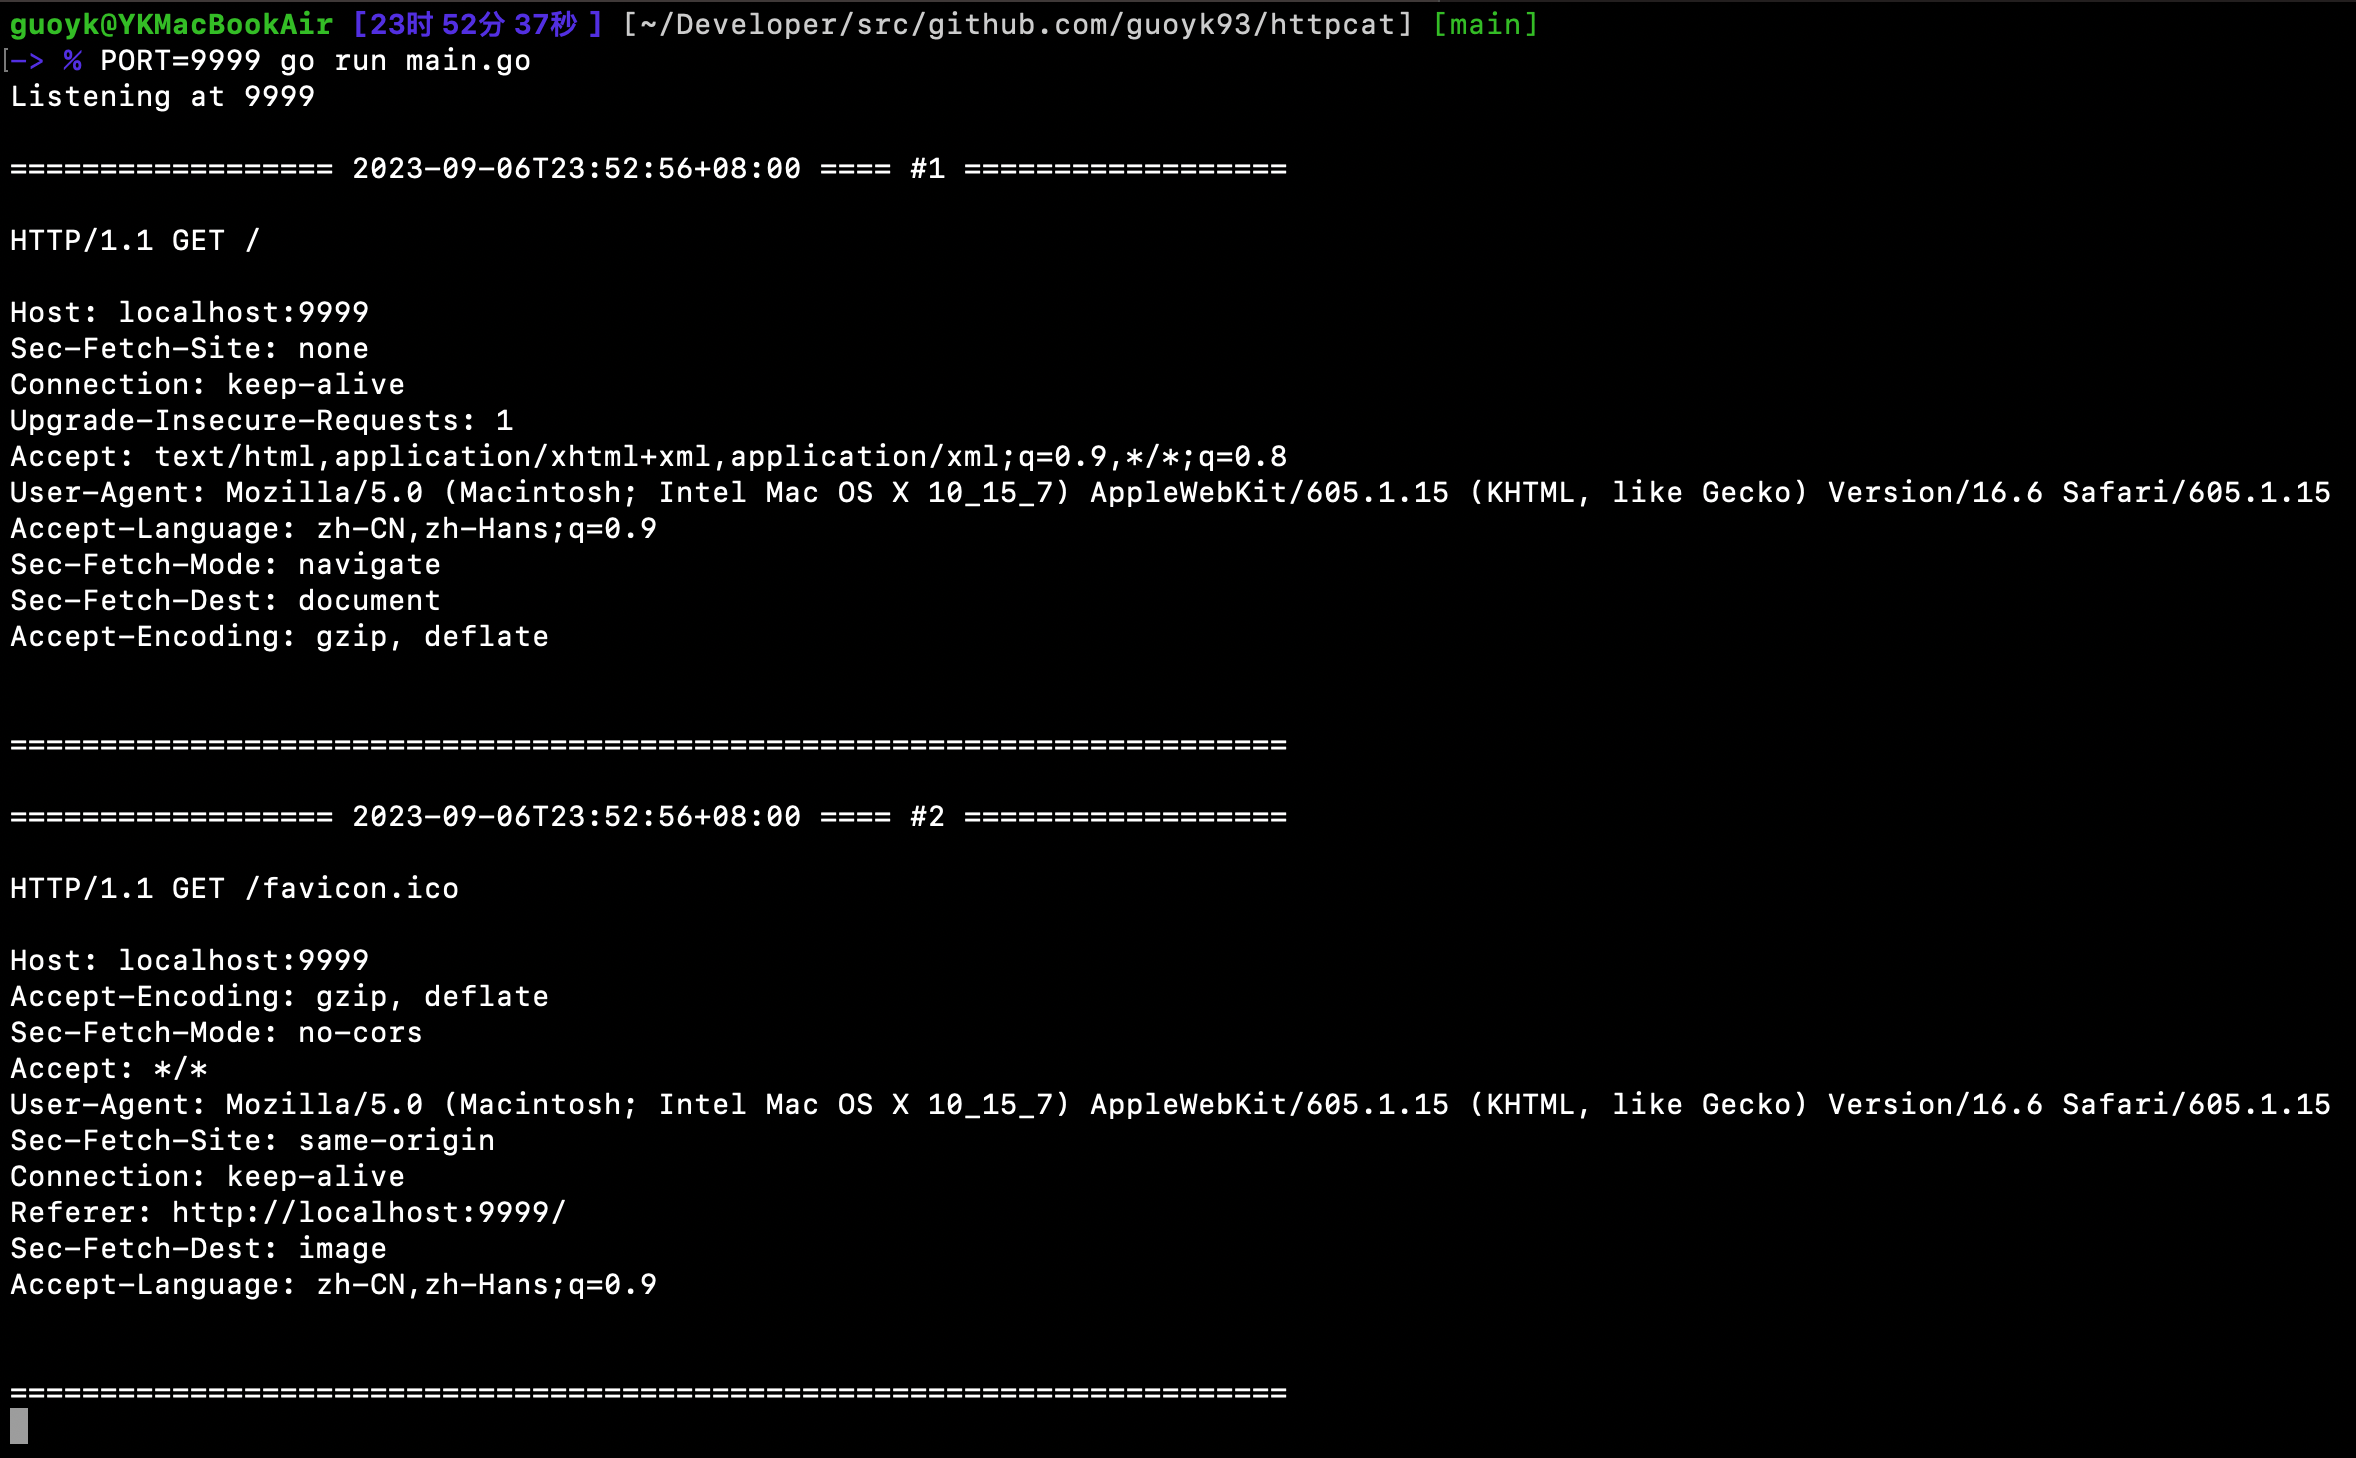 guoyk@YKMacBookAir [23时 52分 37秒 ] [~/Developer/src/github.com/guoyk93/httpcat] [main]
[-> % PORT=9999 go run main.go
Listening at 9999
================== 2023-09-06T23:52:56+08:00 ==== #1 ==================
HTTP/1.1 GET /
Host: localhost:9999
Sec-Fetch-Site: none
Connection: keep-alive
Upgrade-Insecure-Requests: 1
Accept: text/html,application/xhtml+xml,application/xml;q=0.9,*/*;q=0.8
User-Agent: Mozilla/5.0 (Macintosh; Intel Mac OS X 10_15_7) AppleWebKit/605.1.15 (KHTML, like Gecko) Version/16.6 Safari/605.1.15
Accept-Language: zh-CN,zh-Hans;q=0.9
Sec-Fetch-Mode: navigate
Sec-Fetch-Dest: document
Accept-Encoding: gzip, deflate
=======================================================================
================== 2023-09-06T23:52:56+08:00 ==== #2 ==================
HTTP/1.1 GET /favicon.ico
Host: localhost:9999
Accept-Encoding: gzip, deflate
Sec-Fetch-Mode: no-cors
Accept: */*
User-Agent: Mozilla/5.0 (Macintosh; Intel Mac OS X 10_15_7) AppleWebKit/605.1.15 (KHTML, like Gecko) Version/16.6 Safari/605.1.15
Sec-Fetch-Site: same-origin
Connection: keep-alive
Referer: http://localhost:9999/
Sec-Fetch-Dest: image
Accept-Language: zh-CN,zh-Hans;q=0.9
=======================================================================